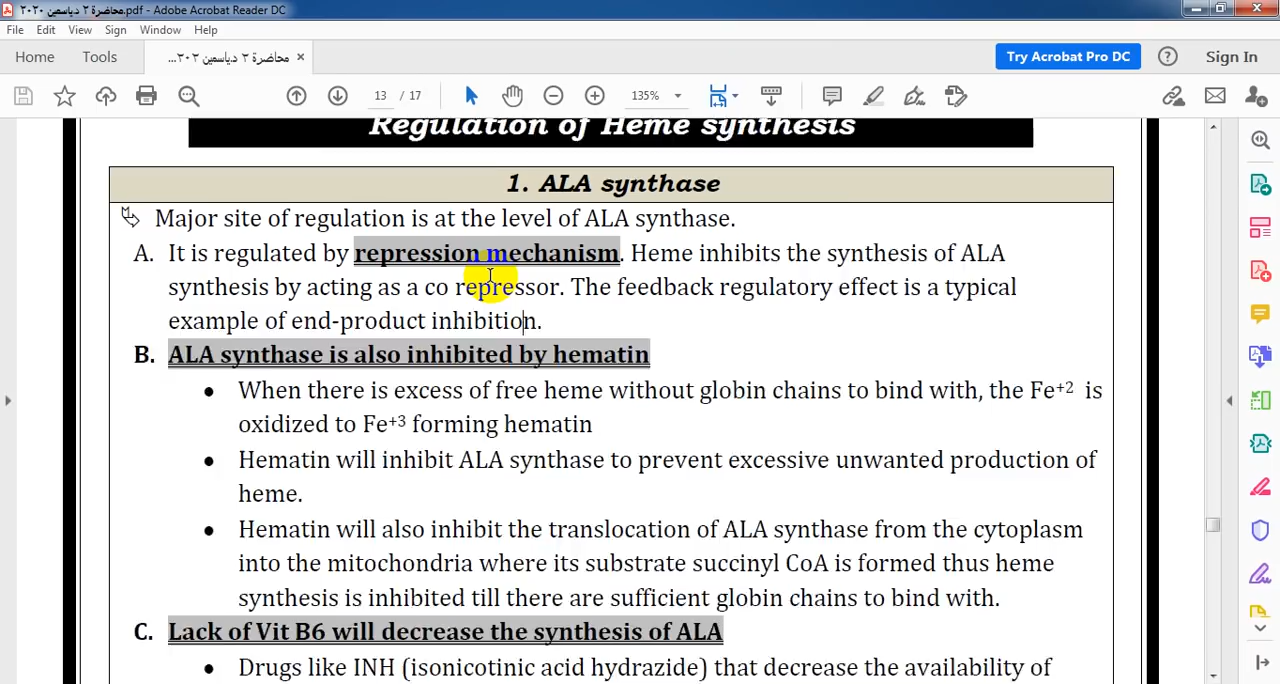 محاضرة ٢ د.ياسمين ٢٠٢٠.pdf - Adobe Acrobat Reader DC
File Edit View Sign Window Help
Home Tools محاضرة ٢ د.ياسمين ٢٠٢... × Try Acrobat Pro DC Sign In
13 / 17 135%
Regulation of Heme synthesis
1. ALA synthase
Major site of regulation is at the level of ALA synthase.
A. It is regulated by repression mechanism. Heme inhibits the synthesis of ALA
synthesis by acting as a co repressor. The feedback regulatory effect is a typical
example of end-product inhibition.
B. ALA synthase is also inhibited by hematin
• When there is excess of free heme without globin chains to bind with, the Fe+2 is
oxidized to Fe+3 forming hematin
• Hematin will inhibit ALA synthase to prevent excessive unwanted production of
heme.
• Hematin will also inhibit the translocation of ALA synthase from the cytoplasm
into the mitochondria where its substrate succinyl CoA is formed thus heme
synthesis is inhibited till there are sufficient globin chains to bind with.
C. Lack of Vit B6 will decrease the synthesis of ALA
• Drugs like INH (isonicotinic acid hydrazide) that decrease the availability of